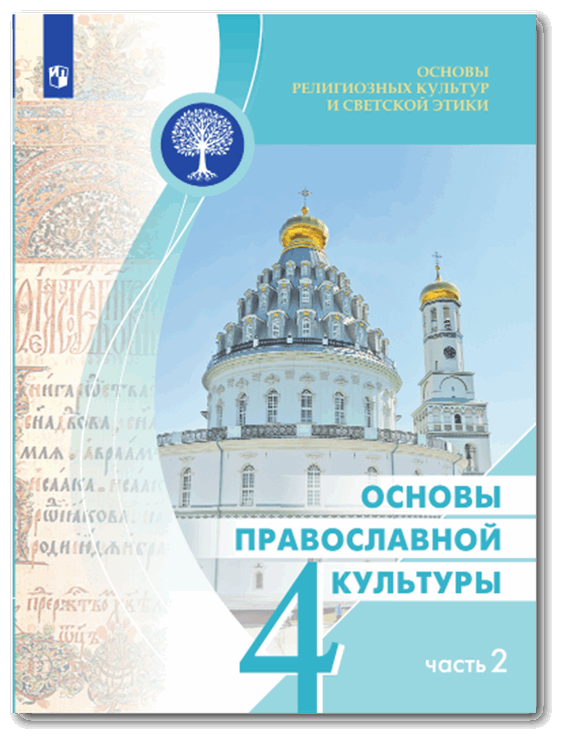 ОСНОВЫ
РЕЛИГИОЗНЫХ КУЛЬТУР
И СВЕТСКОЙ ЭТИКИ
ОСНОВЫ
ПРАВОСЛАВНОЙ
КУЛЬТУРЫ
4
часть 2